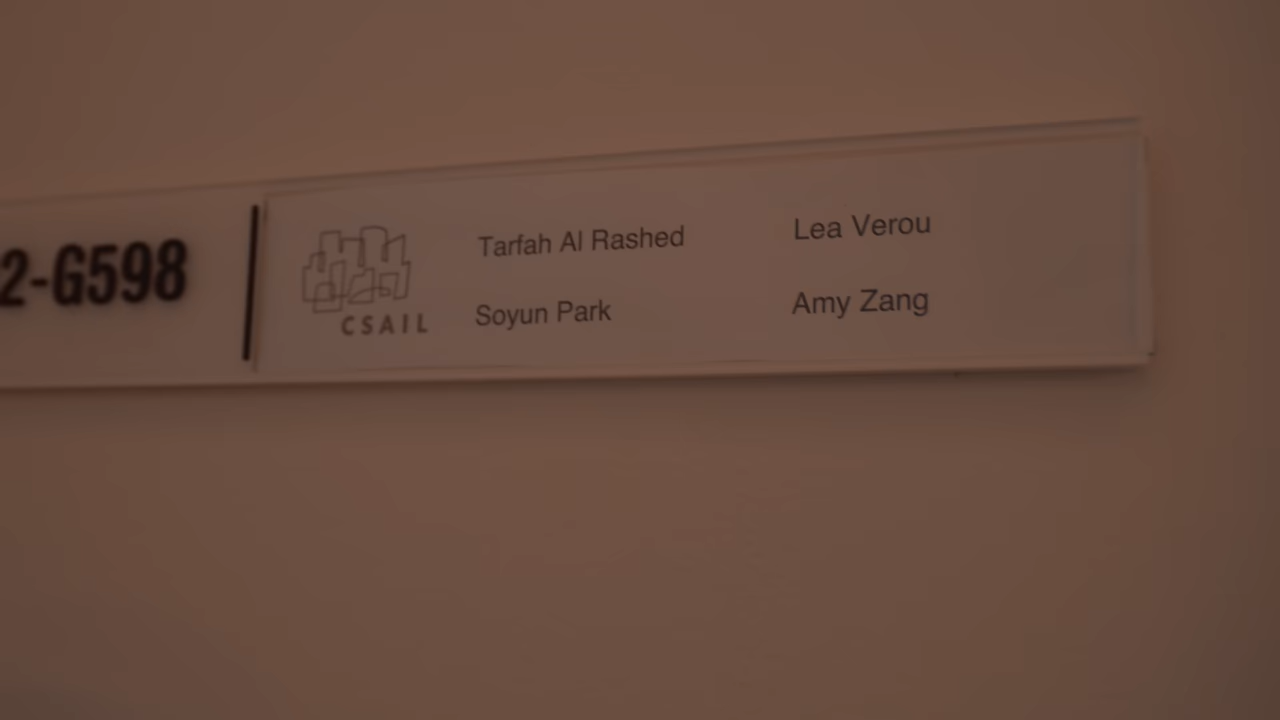 2-G598
CSAIL
Tarfah Al Rashed
Soyun Park
Lea Verou
Amy Zang